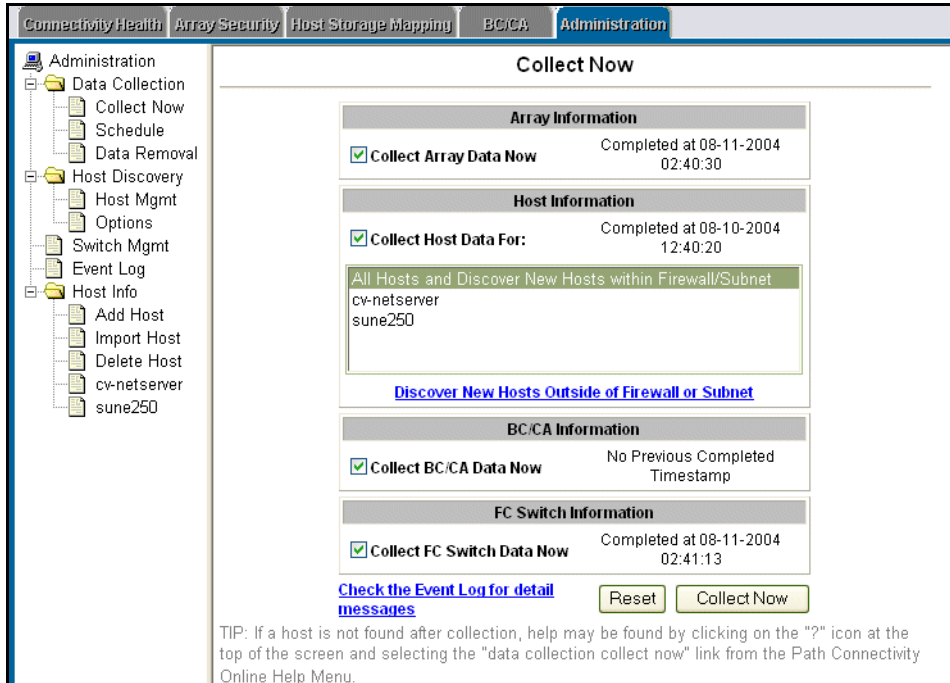 Connectivity Health
Array Security
Host Storage Mapping
BC/CA
Administration
Administration
Data Collection
Collect Now
Schedule
Data Removal
Host Discovery
Host Mgmt
Options
Switch Mgmt
Event Log
Host Info
Add Host
Import Host
Delete Host
cv-netserver
sune250
Collect Now
Array Information
Collect Array Data Now
Completed at 08-11-2004
02:40:30
Host Information
Collect Host Data For:
Completed at 08-10-2004
12:40:20
All Hosts and Discover New Hosts within Firewall/Subnet
cv-netserver
sune250
Discover New Hosts Outside of Firewall or Subnet
BC/CA Information
Collect BC/CA Data Now
No Previous Completed
Timestamp
FC Switch Information
Collect FC Switch Data Now
Completed at 08-11-2004
02:41:13
Check the Event Log for detail
messages
Reset
Collect Now
TIP: If a host is not found after collection, help may be found by clicking on the "?" icon at the
top of the screen and selecting the "data collection collect now" link from the Path Connectivity
Online Help Menu.